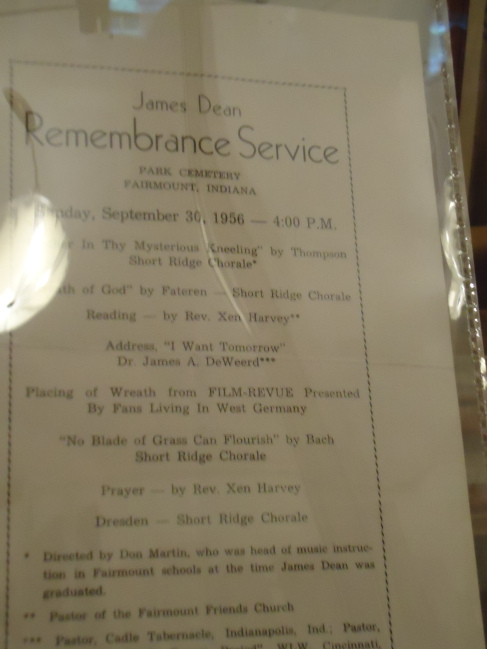 James Dean
Remembrance Service
PARK CEMETERY
FAIRMOUNT, INDIANA
September 30, 1956 — 4:00 P.M.
In Thy Mysterious Kneeling" by Thompson
Short Ridge Chorale*
of God" by Fateren — Short Ridge Chorale
Reading — by Rev. Xen Harvey**
Address, "I Want Tomorrow"
Dr. James A. DeWeerd***
Placing of Wreath from FILM-REVUE Presented
By Fans Living In West Germany
"No Blade of Grass Can Flourish" by Bach
Short Ridge Chorale
Prayer — by Rev. Xen Harvey
Dresden — Short Ridge Chorale
* Directed by Don Martin, who was head of music instruc-
tion in Fairmount schools at the time James Dean was
graduated.
** Pastor of the Fairmount Friends Church
*** Pastor, Cadle Tabernacle, Indianapolis, Ind.; Pastor,
WLW, Cincinnati,